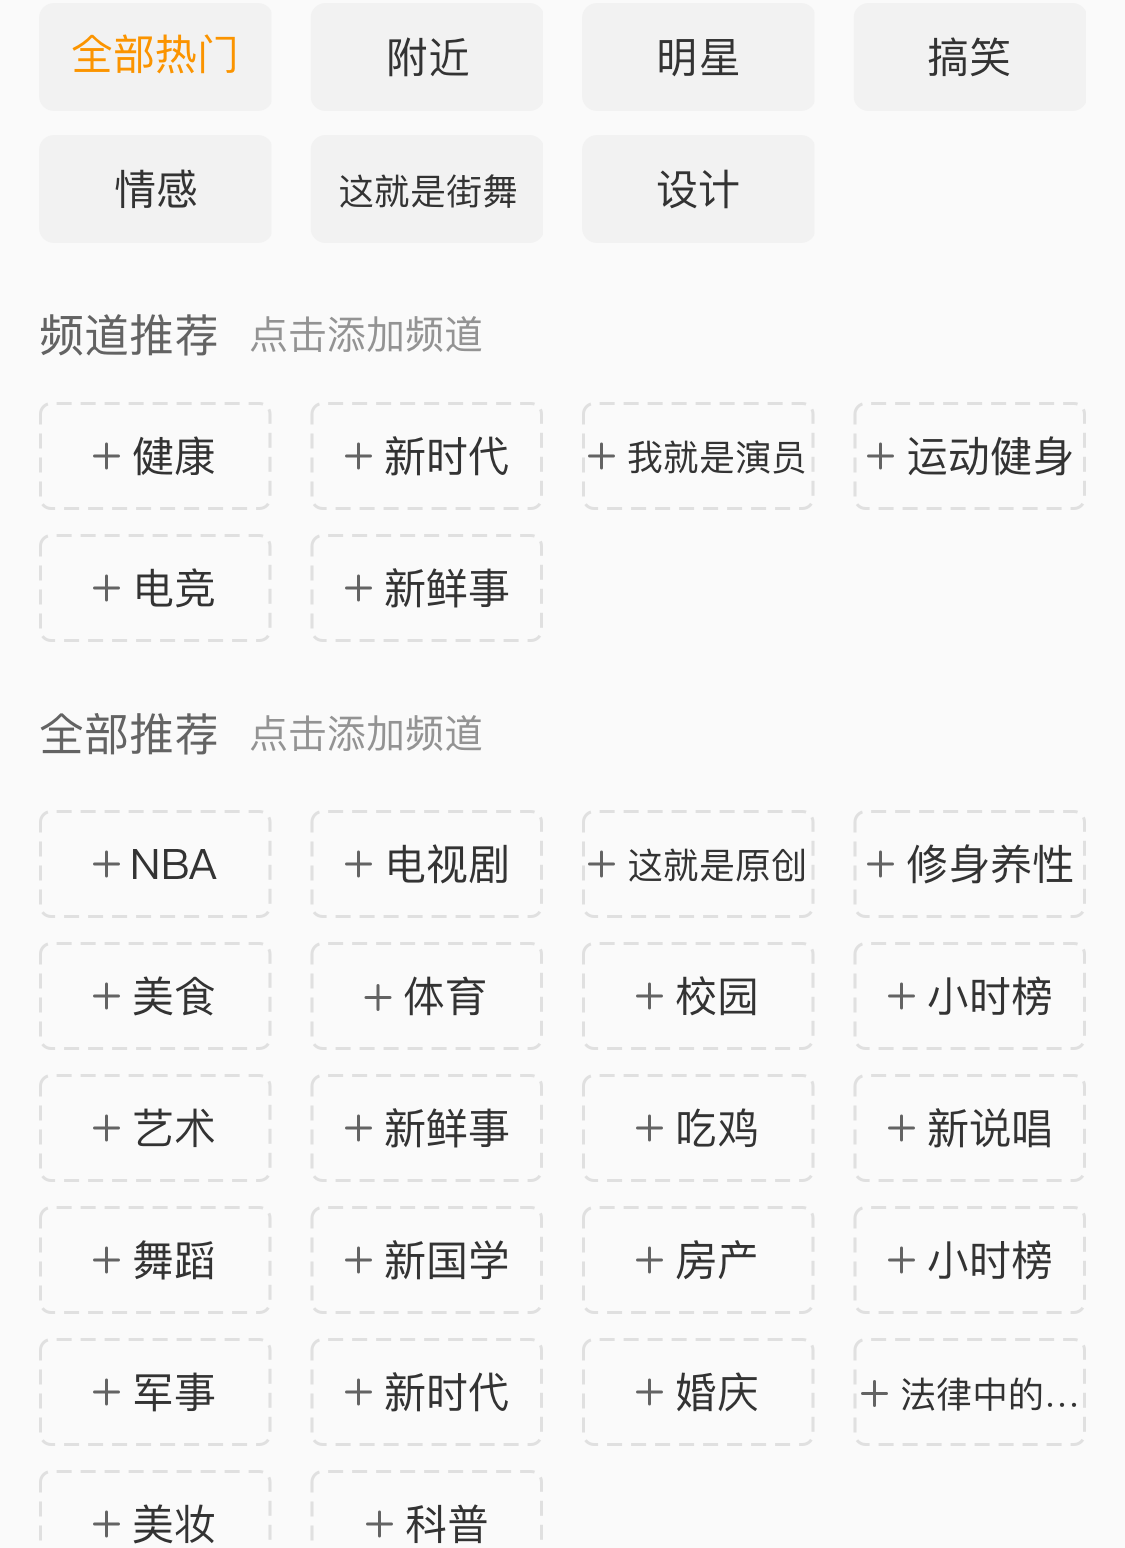 全部热门 附近 明星 搞笑
情感 这就是街舞 设计
频道推荐 点击添加频道
+ 健康 + 新时代 + 我就是演员 + 运动健身
+ 电竞 + 新鲜事
全部推荐 点击添加频道
+ NBA + 电视剧 + 这就是原创 + 修身养性
+ 美食 + 体育 + 校园 + 小时榜
+ 艺术 + 新鲜事 + 吃鸡 + 新说唱
+ 舞蹈 + 新国学 + 房产 + 小时榜
+ 军事 + 新时代 + 婚庆 + 法律中的...
+ 美妆 + 科普